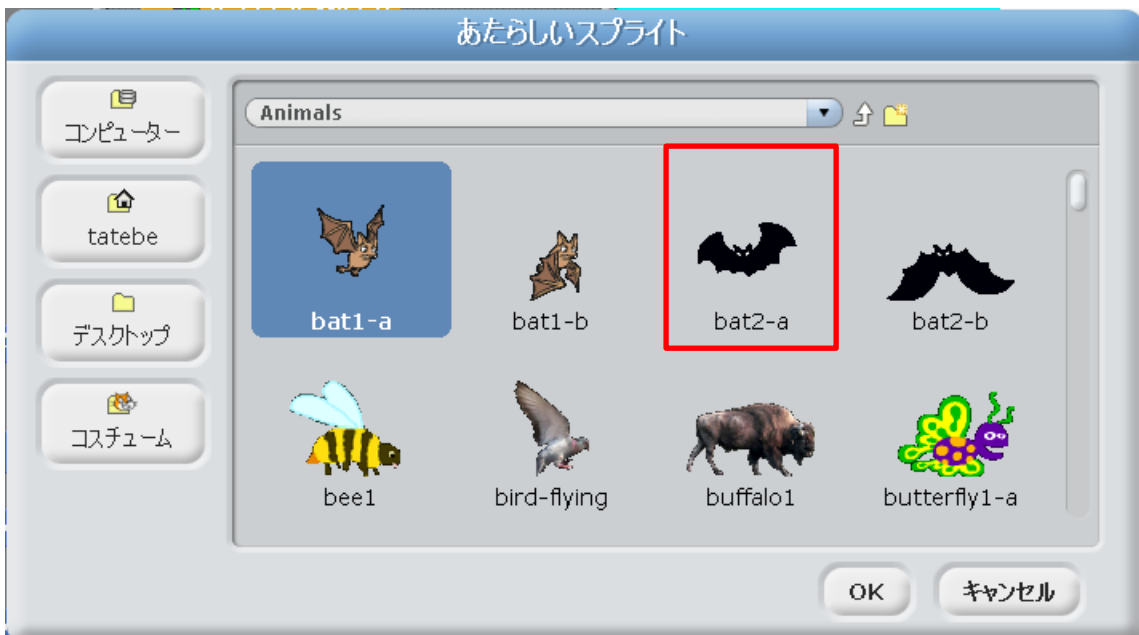 あたらしいスプライト
コンピューター
tatebe
デスクトップ
コスチューム
Animals
bat1-a
bat1-b
bat2-a
bat2-b
bee1
bird-flying
buffalo1
butterfly1-a
OK
キャンセル